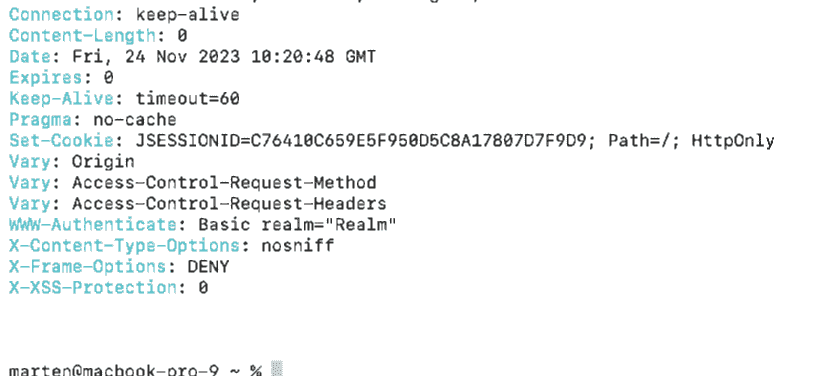 Connection: keep-alive
Content-Length: 0
Date: Fri, 24 Nov 2023 10:20:48 GMT
Expires: 0
Keep-Alive: timeout=60
Pragma: no-cache
Set-Cookie: JSESSIONID=C76410C659E5F950D5C8A17807D7F9D9; Path=/; HttpOnly
Vary: Origin
Vary: Access-Control-Request-Method
Vary: Access-Control-Request-Headers
WWW-Authenticate: Basic realm="Realm"
X-Content-Type-Options: nosniff
X-Frame-Options: DENY
X-XSS-Protection: 0
marten@macbook-pro-9 ~ %